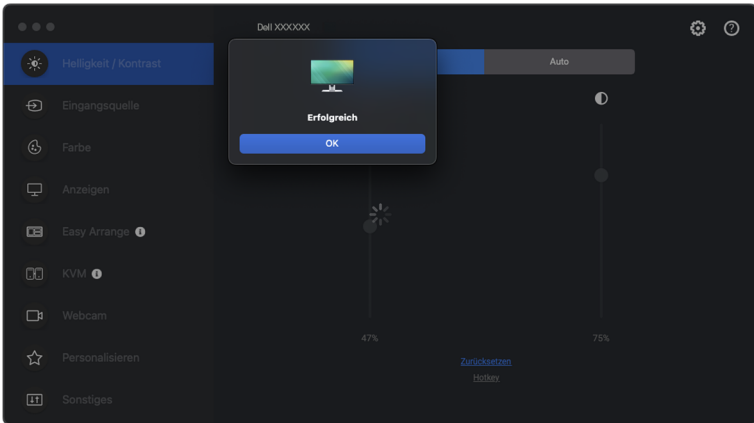 Dell XXXXXX
Helligkeit / Kontrast
Auto
Erfolgreich
OK
Eingangsquelle
Farbe
Anzeigen
Easy Arrange
KVM
Webcam
Personalisieren
Sonstiges
47%
75%
Zurücksetzen
Hotkey